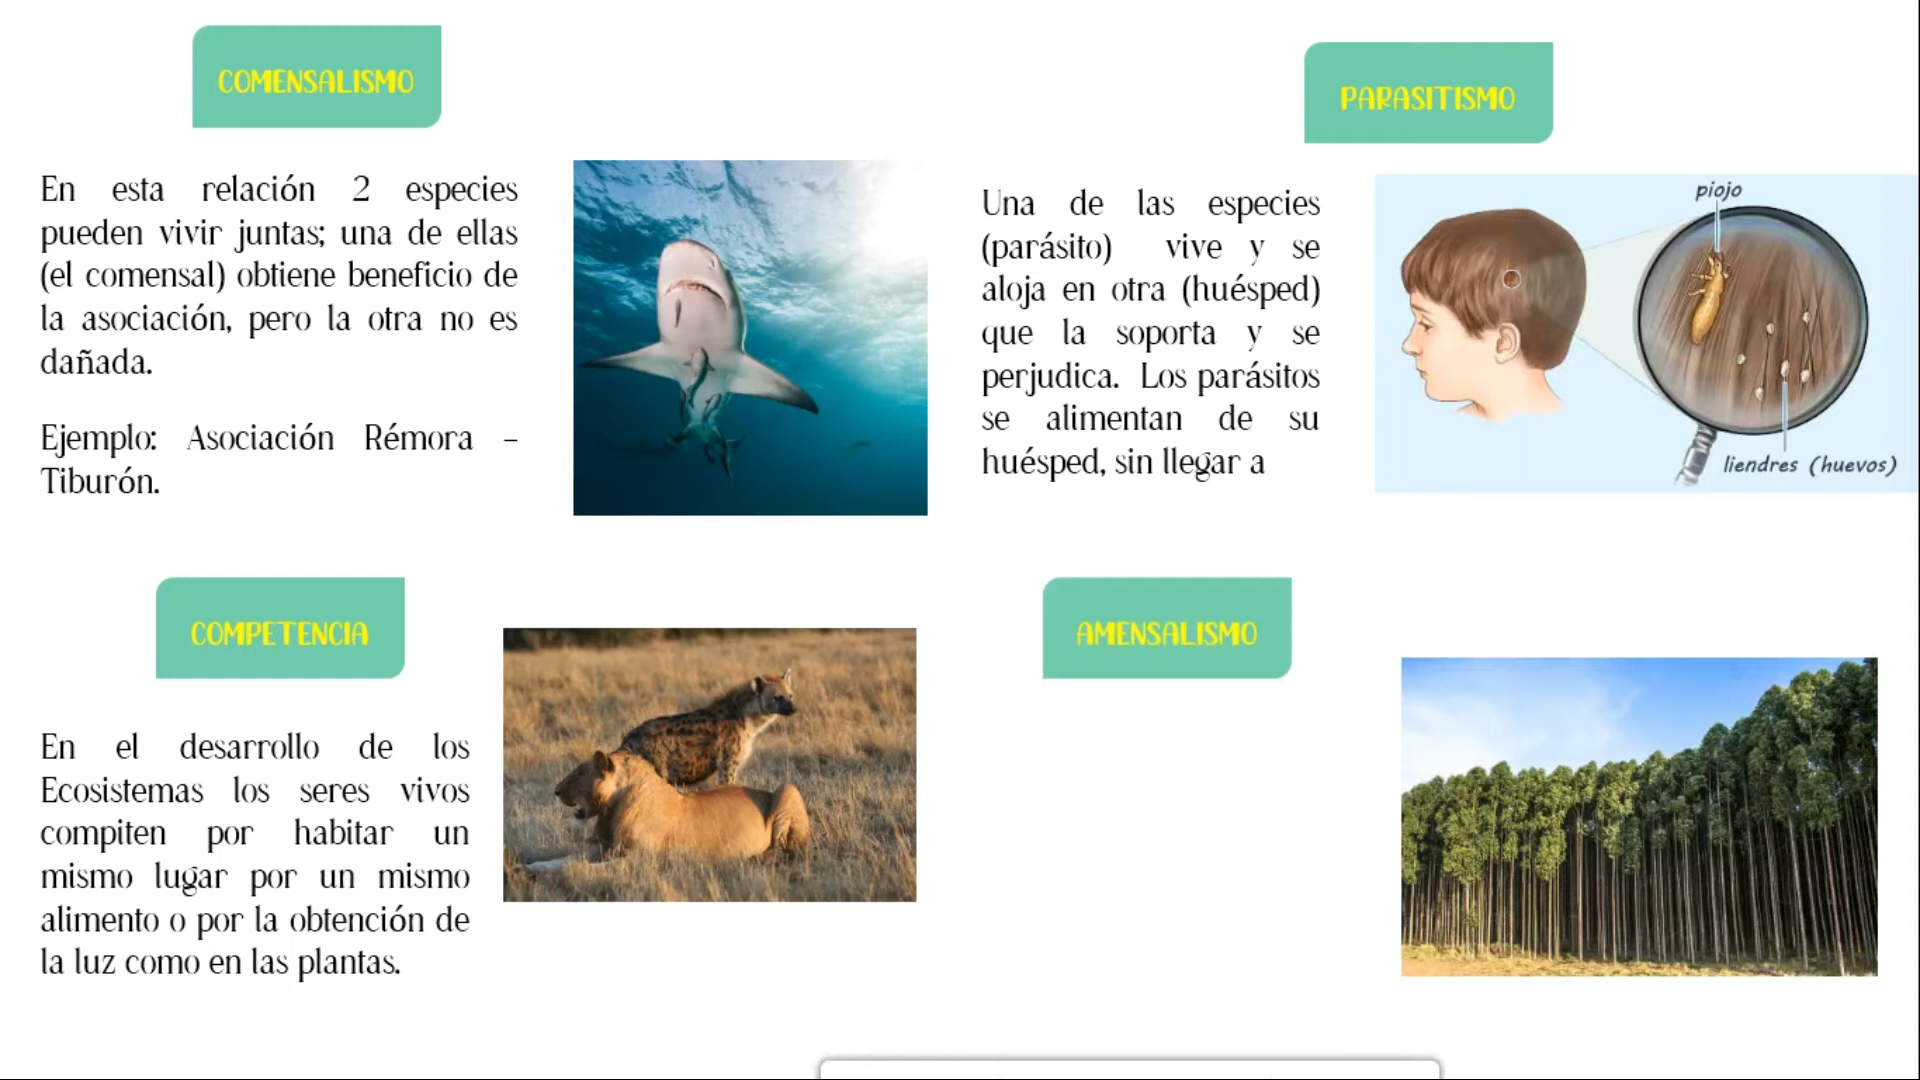 COMENSALISMO
En esta relación 2 especies
pueden vivir juntas; una de ellas
(el comensal) obtiene beneficio de
la asociación, pero la otra no es
dañada.
Ejemplo: Asociación Rémora –
Tiburón.
PARASITISMO
Una de las especies
(parásito) vive y se
aloja en otra (huésped)
que la soporta y se
perjudica. Los parásitos
se alimentan de su
huésped, sin llegar a
piojo
liendres (huevos)
COMPETENCIA
En el desarrollo de los
Ecosistemas los seres vivos
compiten por habitar un
mismo lugar por un mismo
alimento o por la obtención de
la luz como en las plantas.
AMENSALISMO